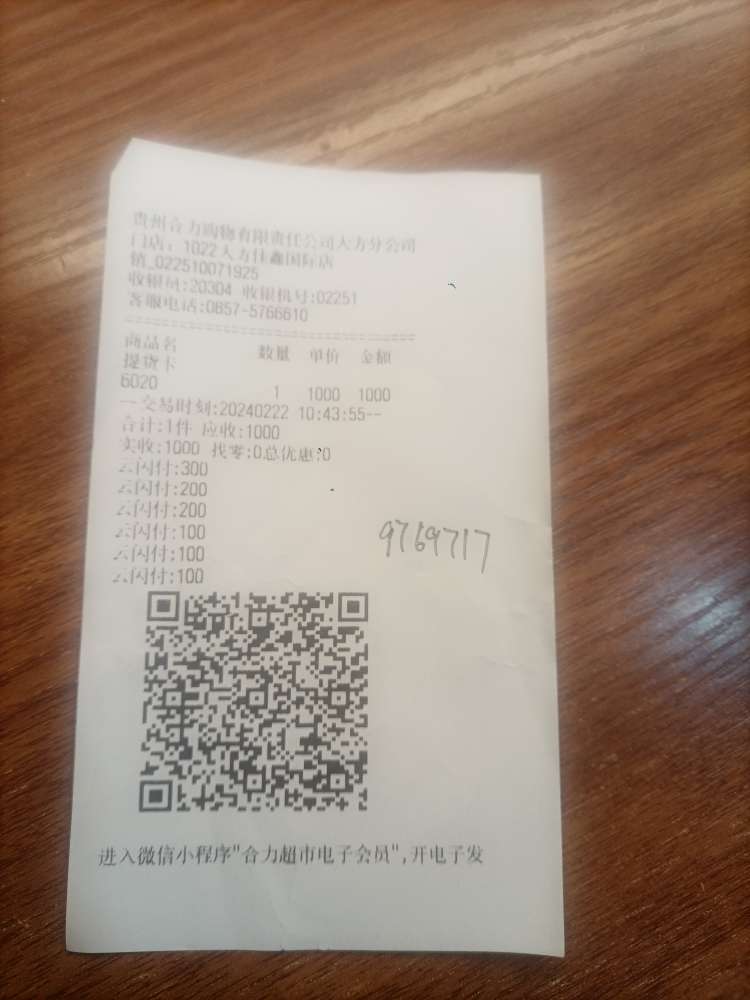 贵州合力购物有限责任公司大方分公司
门店：1022大方佳鑫国际店
销_022510071925
收银员:20304 收银机号:02251
客服电话:0857-5766610
商品名 数量 单价 金额
提货卡
6020 1 1000 1000
--交易时刻:20240222 10:43:55--
合计:1件 应收:1000
实收:1000 找零:0总优惠:0
云闪付:300
云闪付:200
云闪付:200
云闪付:100
云闪付:100
云闪付:100
9769717
进入微信小程序"合力超市电子会员",开电子发